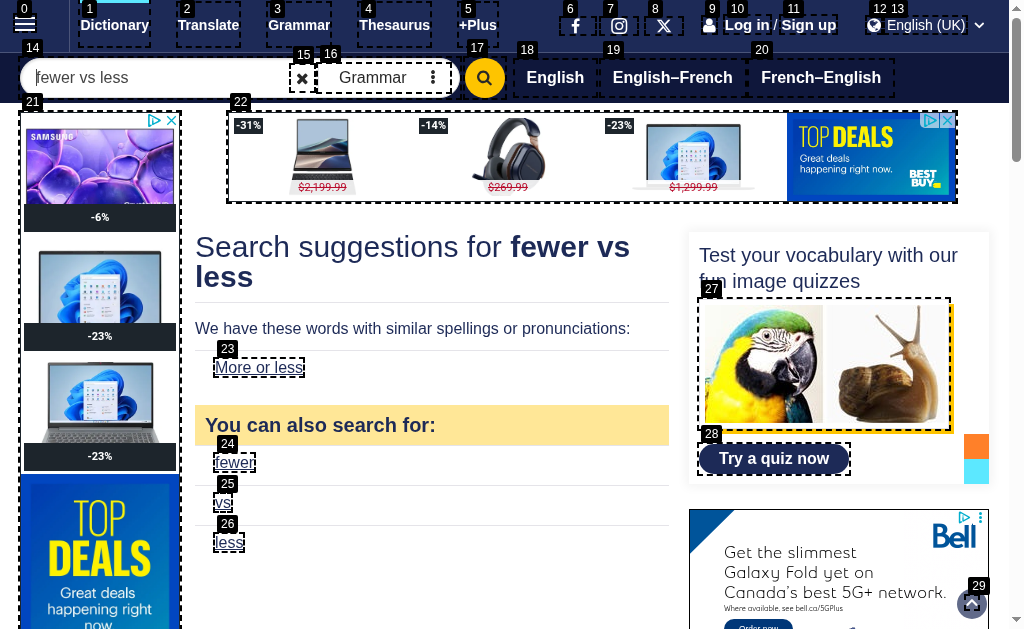 0 1 2 3 4 5 6 7 8 9 10 11 12 13
Dictionary Translate Grammar Thesaurus +Plus Log in / Sign up English (UK)
14 15 16 17 18 19 20
fewer vs less Grammar English English–French French–English
21 22
SAMSUNG
-6%
-23%
-23%
TOP
DEALS
Great deals
happening right
now.
-31% -14% -23%
$2,199.99 $269.99 $1,299.99
TOP DEALS
Great deals
happening right now.
BEST
BUY
Search suggestions for fewer vs
less
We have these words with similar spellings or pronunciations:
23
More or less
You can also search for:
24
fewer
25
vs
26
less
Test your vocabulary with our
fun image quizzes
27
28
Try a quiz now
Bell
Get the slimmest
Galaxy Fold yet on
Canada's best 5G+ network.
Where available, see bell.ca/5GPlus
Order now
29